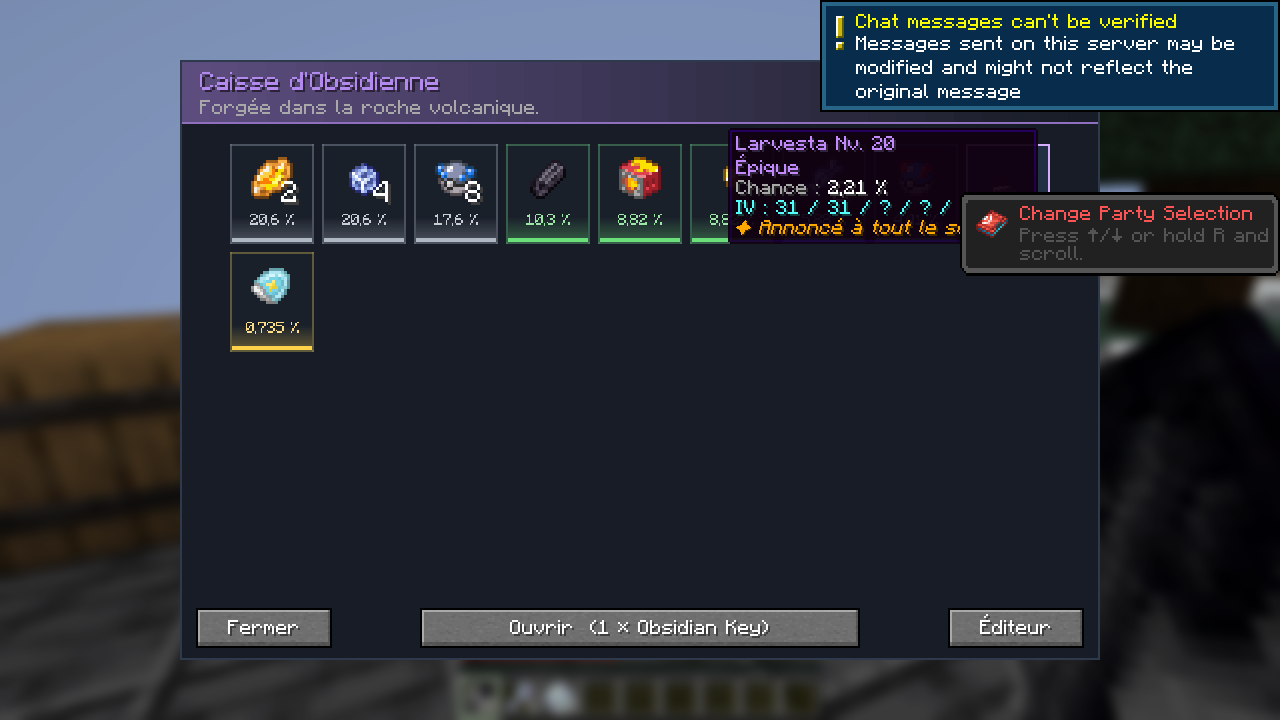 Chat messages can't be verified
Messages sent on this server may be
modified and might not reflect the
original message
Caisse d'Obsidienne
Forgée dans la roche volcanique.
Larvesta Nv. 20
Épique
Chance : 2,21 %
IV : 31 / 31 / ? / ? /
✦ Annoncé à tout le
Change Party Selection
Press ↑/↓ or hold R and
scroll.
2
4
8
20,6 %
20,6 %
17,6 %
10,3 %
8,82 %
0,735 %
Fermer
Ouvrir (1 × Obsidian Key)
Éditeur